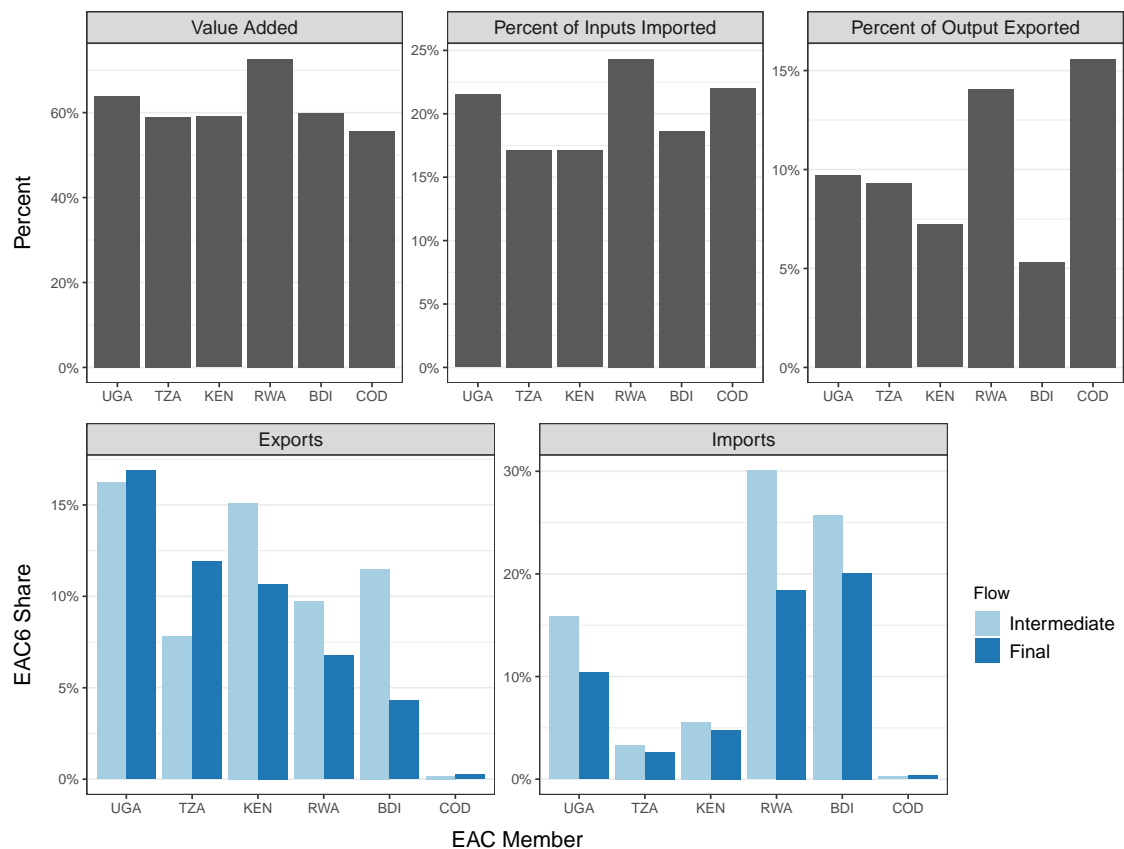 Value Added
Percent of Inputs Imported
Percent of Output Exported
Percent
60%
40%
20%
0%
UGA TZA KEN RWA BDI COD
25%
20%
15%
10%
5%
0%
UGA TZA KEN RWA BDI COD
15%
10%
5%
0%
UGA TZA KEN RWA BDI COD
Exports
Imports
EAC6 Share
15%
10%
5%
0%
UGA TZA KEN RWA BDI COD
30%
20%
10%
0%
UGA TZA KEN RWA BDI COD
EAC Member
Flow
Intermediate
Final